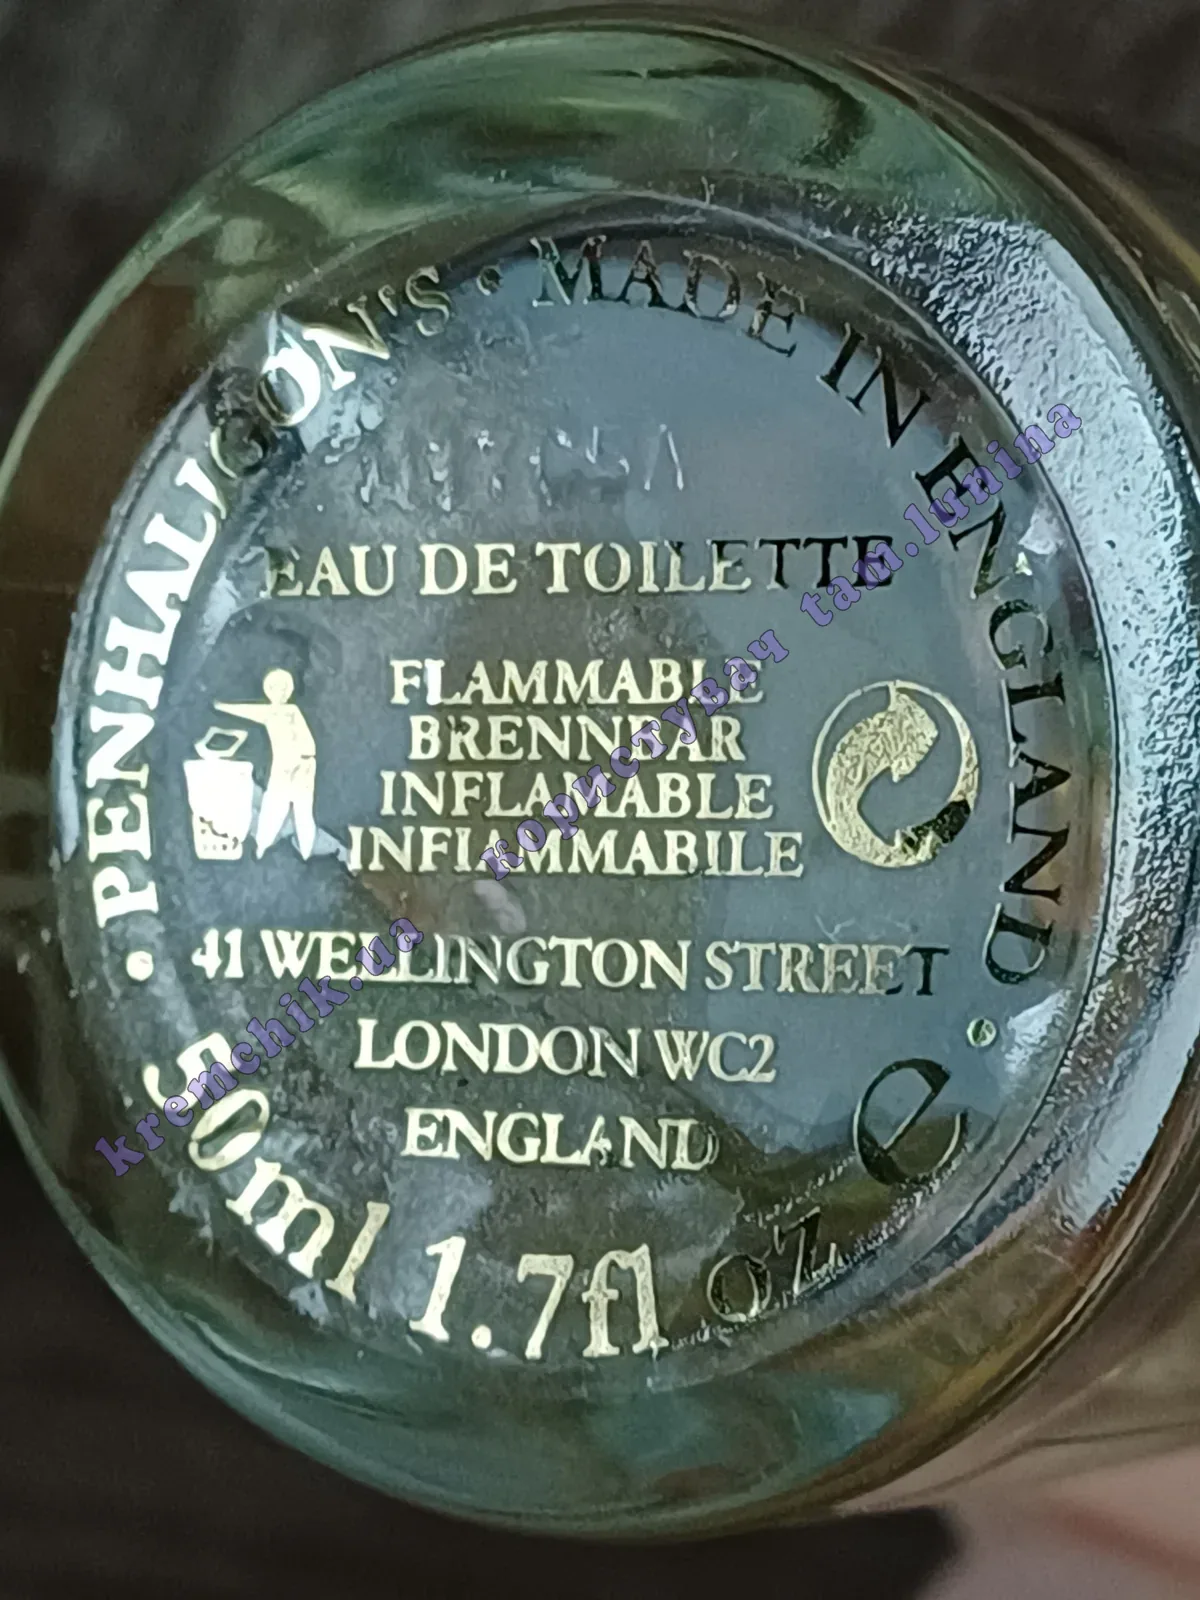 • PENHALIGON'S • MADE IN ENGLAND •
EAU DE TOILETTE
FLAMMABLE
BRENNBAR
INFLAMABLE
INFIAMMABILE
41 WELLINGTON STREET
LONDON WC2
ENGLAND
50ml 1.7fl oz e
kremchik.ua користувач tam.lunina